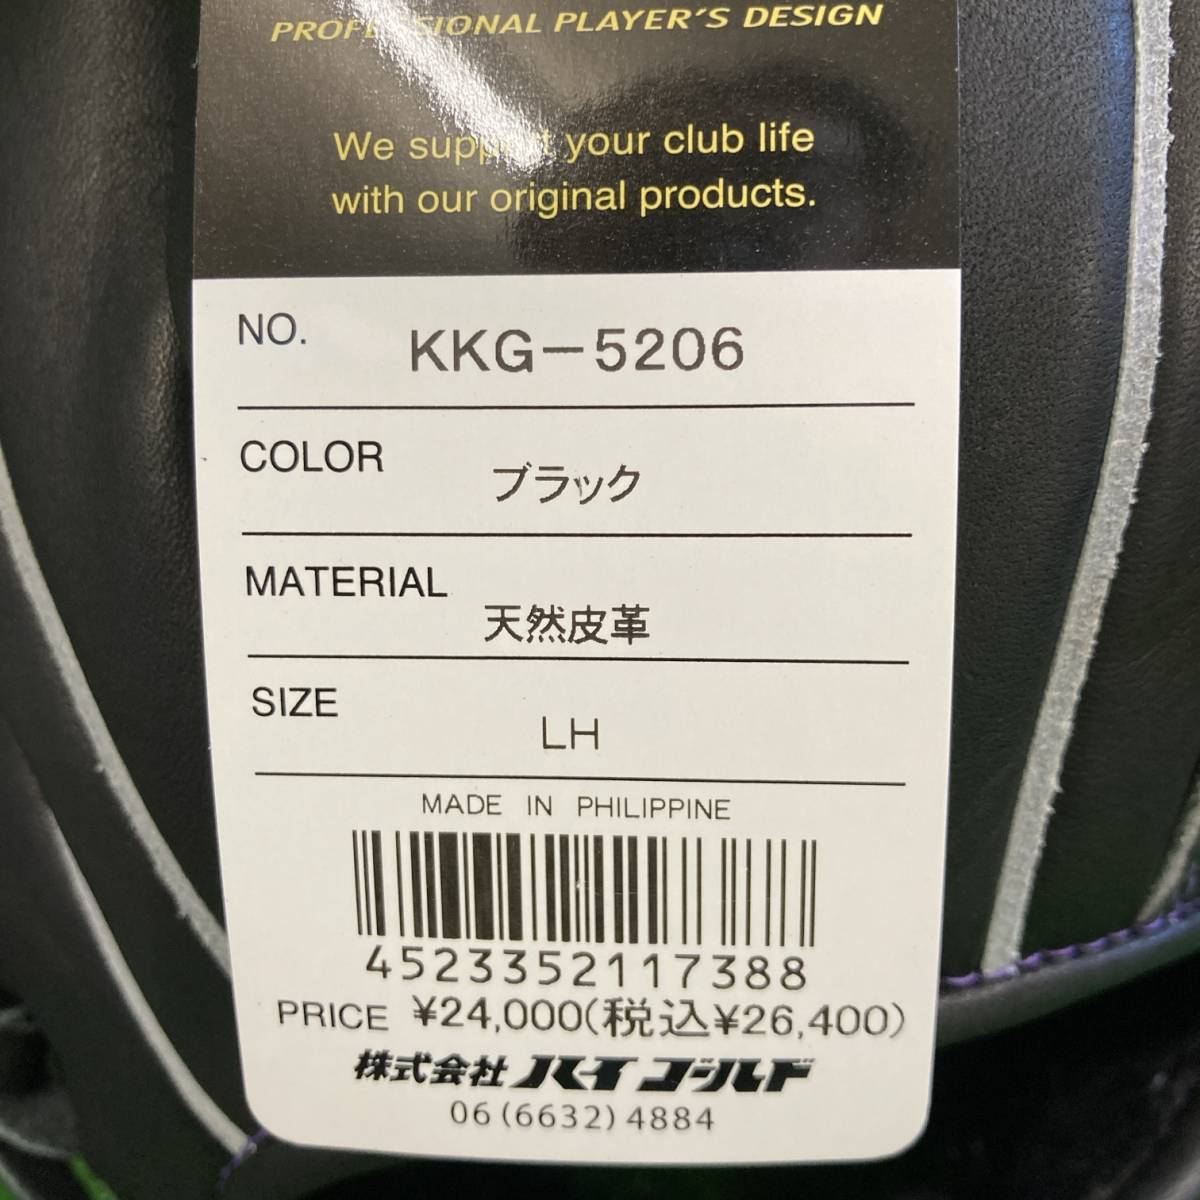 PROFESSIONAL PLAYER'S DESIGN
We support your club life
with our original products.
NO. KKG-5206
COLOR ブラック
MATERIAL 天然皮革
SIZE LH
MADE IN PHILIPPINE
4523352117388
PRICE ¥24,000(税込¥26,400)
株式会社 ハイゴールド
06(6632)4884